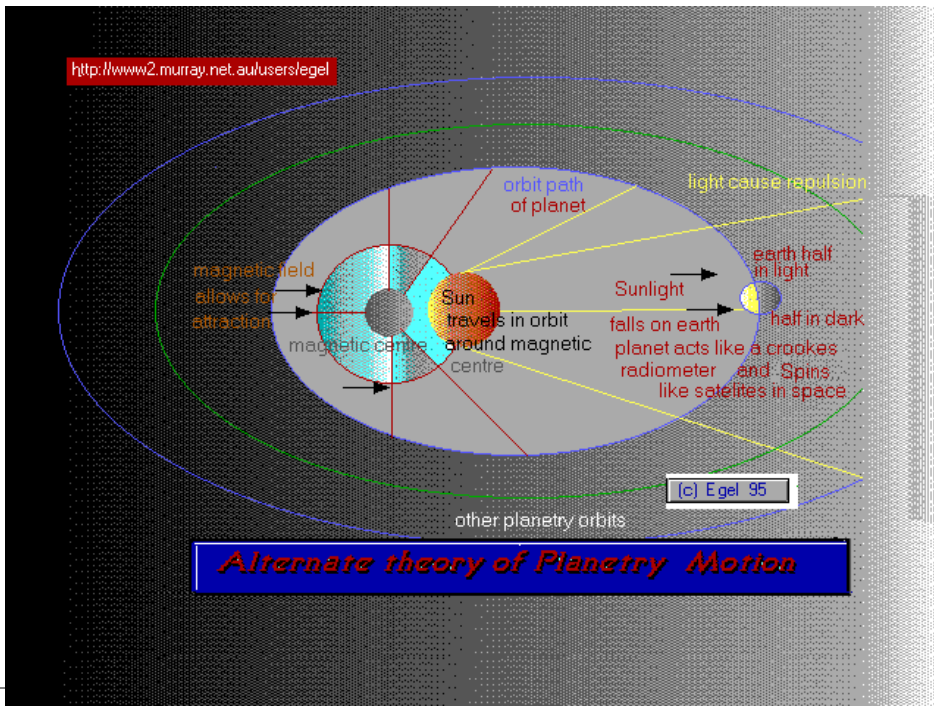 http://www2.murray.net.au/users/egel
light cause repulsion
orbit path
of planet
magnetic field
allows for
attraction
magnetic centre
Sun
travels in orbit
around magnetic
centre
earth half
in light
half in dark
Sunlight
falls on earth
planet acts like a crookes
radiometer and Spins
like satelites in space
(c) Egel 95
other planetry orbits
Alternate theory of Planetry Motion